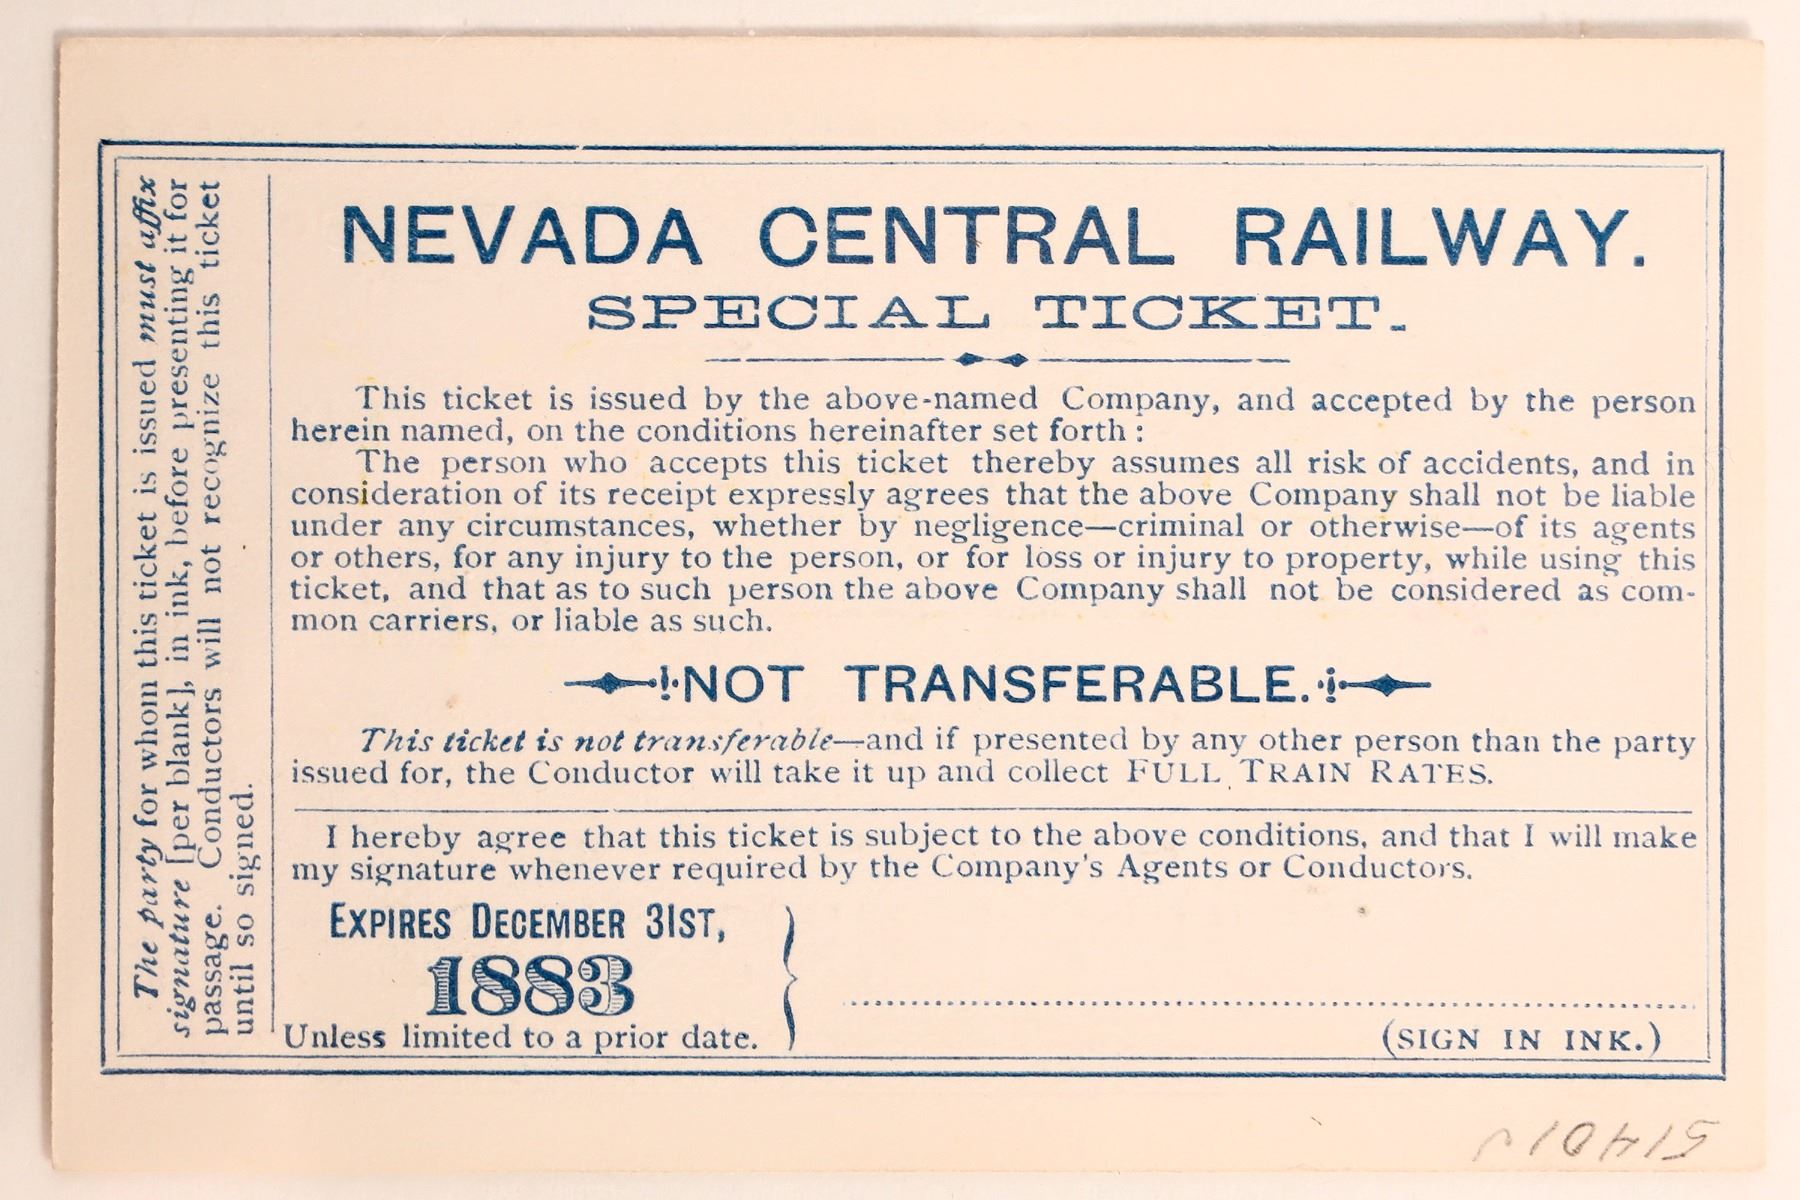 The party for whom this ticket is issued must affix
signature [per blank], in ink, before presenting it for
passage. Conductors will not recognize this ticket
until so signed.
NEVADA CENTRAL RAILWAY.
SPECIAL TICKET.
This ticket is issued by the above-named Company, and accepted by the person
herein named, on the conditions hereinafter set forth:
The person who accepts this ticket thereby assumes all risk of accidents, and in
consideration of its receipt expressly agrees that the above Company shall not be liable
under any circumstances, whether by negligence—criminal or otherwise—of its agents
or others, for any injury to the person, or for loss or injury to property, while using this
ticket, and that as to such person the above Company shall not be considered as com-
mon carriers, or liable as such.
NOT TRANSFERABLE.
This ticket is not transferable—and if presented by any other person than the party
issued for, the Conductor will take it up and collect FULL TRAIN RATES.
I hereby agree that this ticket is subject to the above conditions, and that I will make
my signature whenever required by the Company's Agents or Conductors.
EXPIRES DECEMBER 31ST,
1883
Unless limited to a prior date.
(SIGN IN INK.)